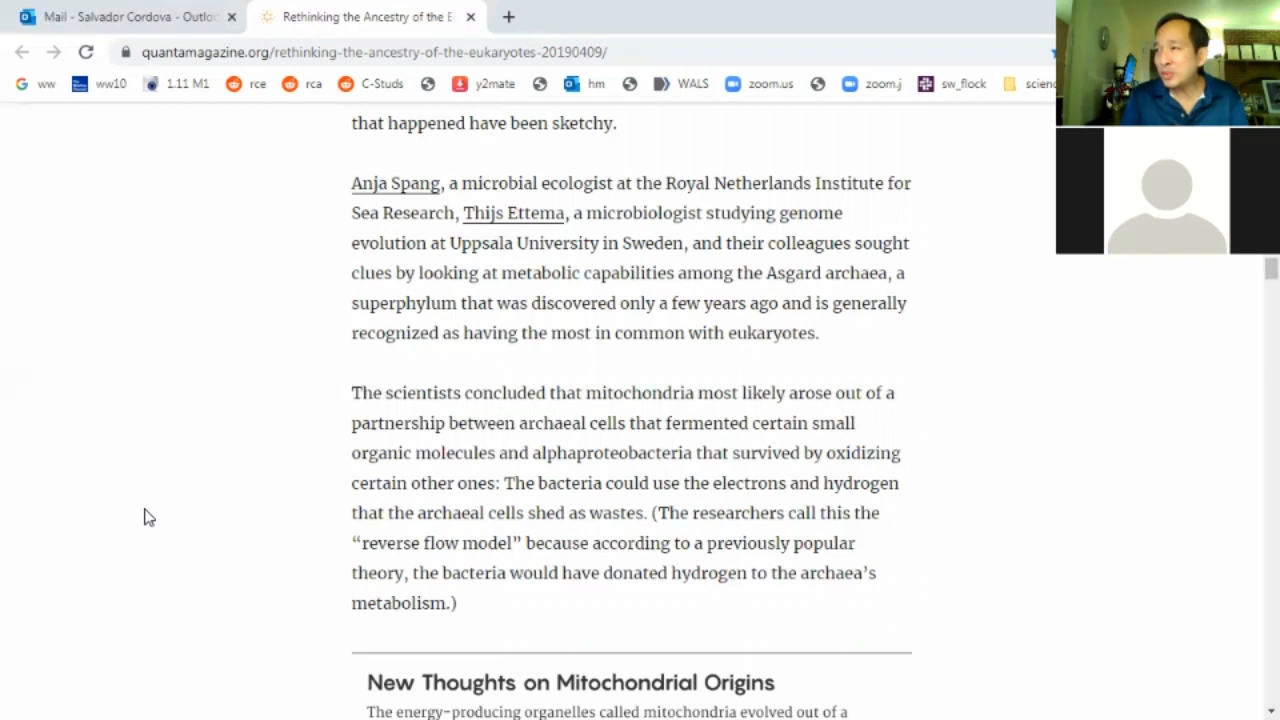 Mail - Salvador Cordova - Outlo
Rethinking the Ancestry of the E
quantamagazine.org/rethinking-the-ancestry-of-the-eukaryotes-20190409/
ww
ww10
1.11 M1
rce
rca
C-Studs
y2mate
hm
WALS
zoom.us
zoom.j
sw_flock
scienc
that happened have been sketchy.
Anja Spang, a microbial ecologist at the Royal Netherlands Institute for
Sea Research, Thijs Ettema, a microbiologist studying genome
evolution at Uppsala University in Sweden, and their colleagues sought
clues by looking at metabolic capabilities among the Asgard archaea, a
superphylum that was discovered only a few years ago and is generally
recognized as having the most in common with eukaryotes.
The scientists concluded that mitochondria most likely arose out of a
partnership between archaeal cells that fermented certain small
organic molecules and alphaproteobacteria that survived by oxidizing
certain other ones: The bacteria could use the electrons and hydrogen
that the archaeal cells shed as wastes. (The researchers call this the
“reverse flow model” because according to a previously popular
theory, the bacteria would have donated hydrogen to the archaea’s
metabolism.)
New Thoughts on Mitochondrial Origins
The energy-producing organelles called mitochondria evolved out of a